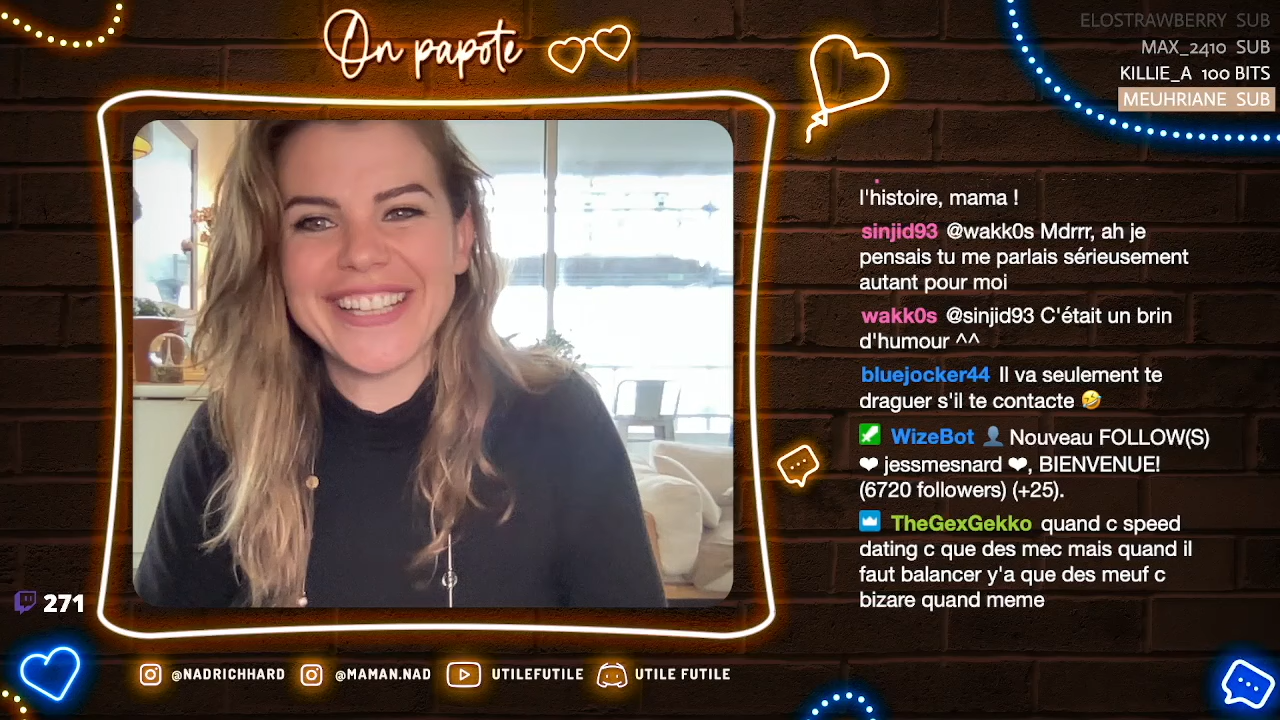 On papote
ELOSTRAWBERRY SUB
MAX_2410 SUB
KILLIE_A 100 BITS
MEUHRIANE SUB
l'histoire, mama !
sinjid93 @wakk0s Mdrrr, ah je
pensais tu me parlais sérieusement
autant pour moi
wakk0s @sinjid93 C'était un brin
d'humour ^^
bluejocker44 Il va seulement te
draguer s'il te contacte 🤣
WizeBot 👤 Nouveau FOLLOW(S)
❤ jessmesnard ❤, BIENVENUE!
(6720 followers) (+25).
TheGexGekko quand c speed
dating c que des mec mais quand il
faut balancer y'a que des meuf c
bizare quand meme
271
@NADRICHHARD @MAMAN.NAD UTILEFUTILE UTILE FUTILE